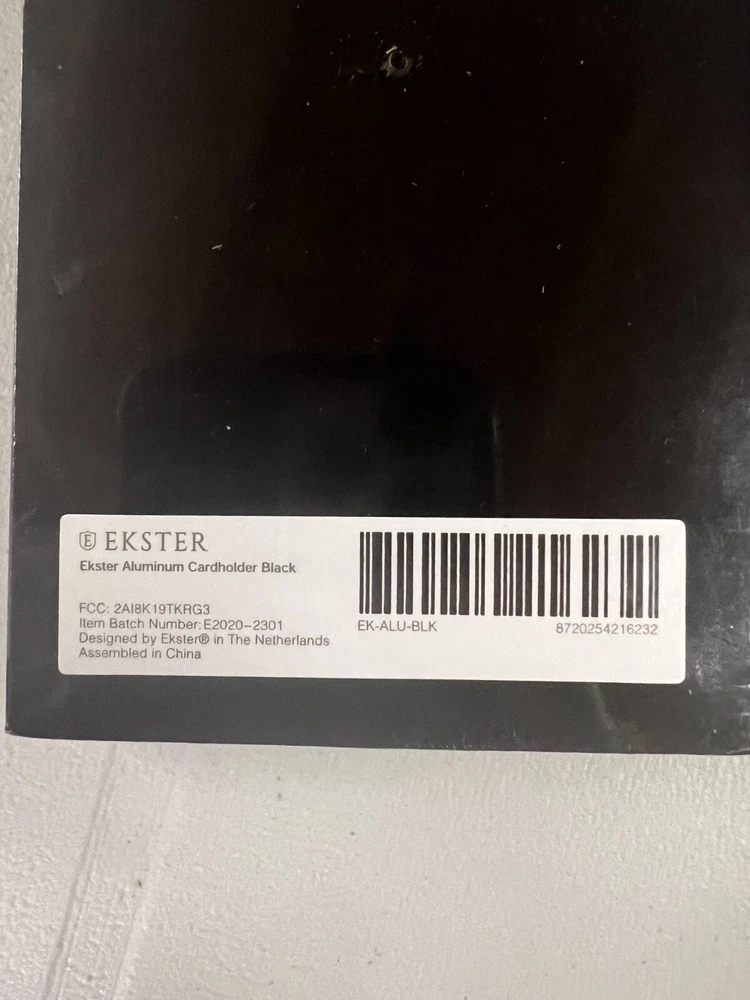 E EKSTER
Ekster Aluminum Cardholder Black
FCC: 2AI8K19TKRG3
Item Batch Number: E2020-2301
Designed by Ekster® in The Netherlands
Assembled in China
EK-ALU-BLK 8720254216232